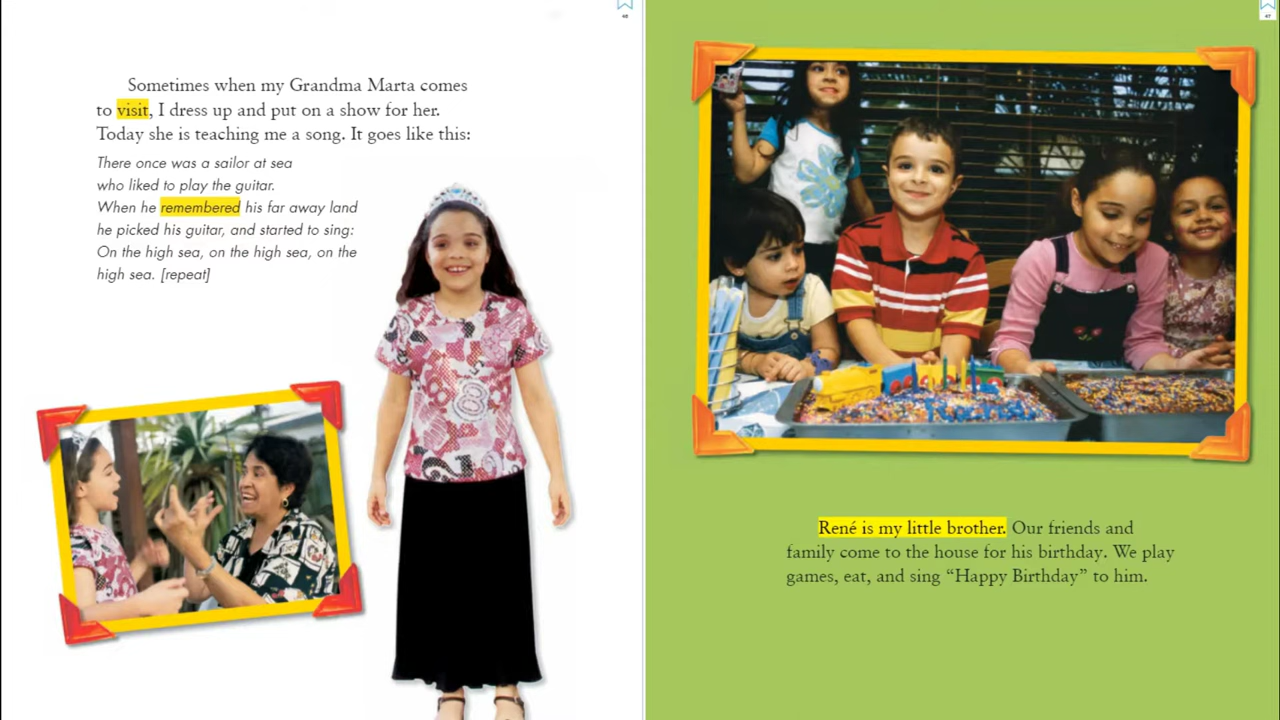 48
47
Sometimes when my Grandma Marta comes
to visit, I dress up and put on a show for her.
Today she is teaching me a song. It goes like this:
There once was a sailor at sea
who liked to play the guitar.
When he remembered his far away land
he picked his guitar, and started to sing:
On the high sea, on the high sea, on the
high sea. [repeat]
René is my little brother. Our friends and
family come to the house for his birthday. We play
games, eat, and sing “Happy Birthday” to him.